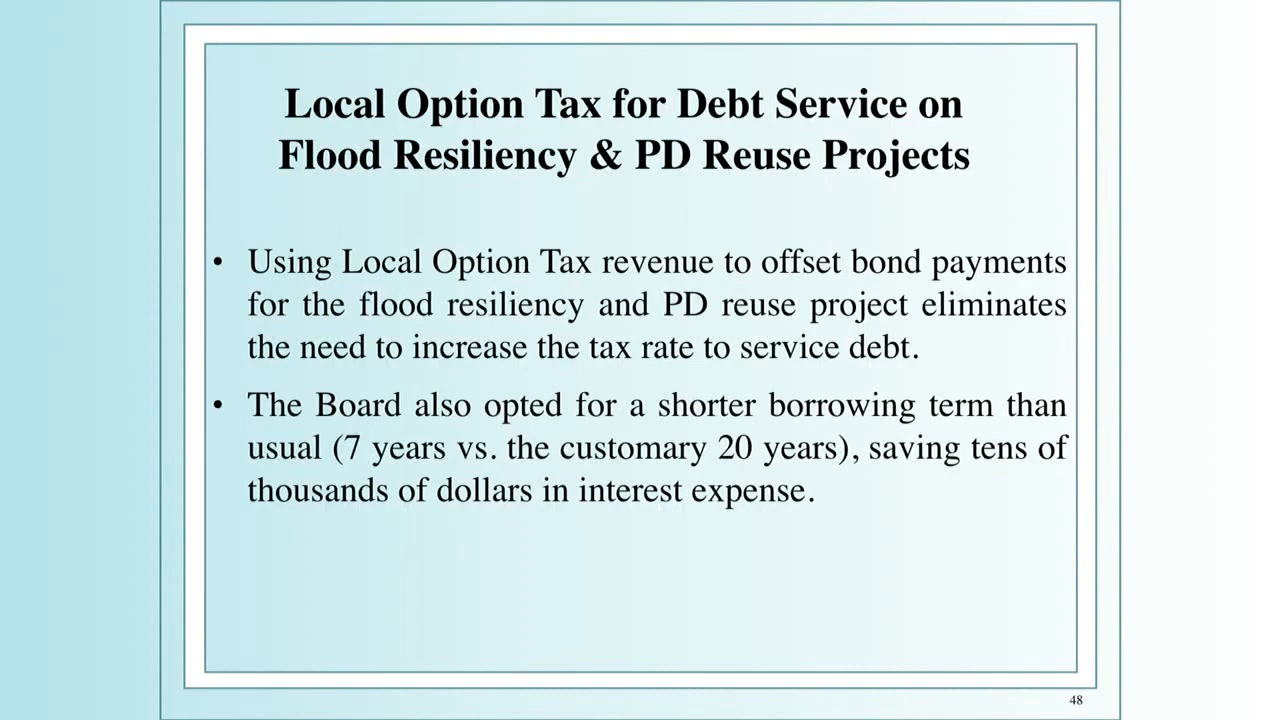 Local Option Tax for Debt Service on
Flood Resiliency & PD Reuse Projects
• Using Local Option Tax revenue to offset bond payments
for the flood resiliency and PD reuse project eliminates
the need to increase the tax rate to service debt.
• The Board also opted for a shorter borrowing term than
usual (7 years vs. the customary 20 years), saving tens of
thousands of dollars in interest expense.
48